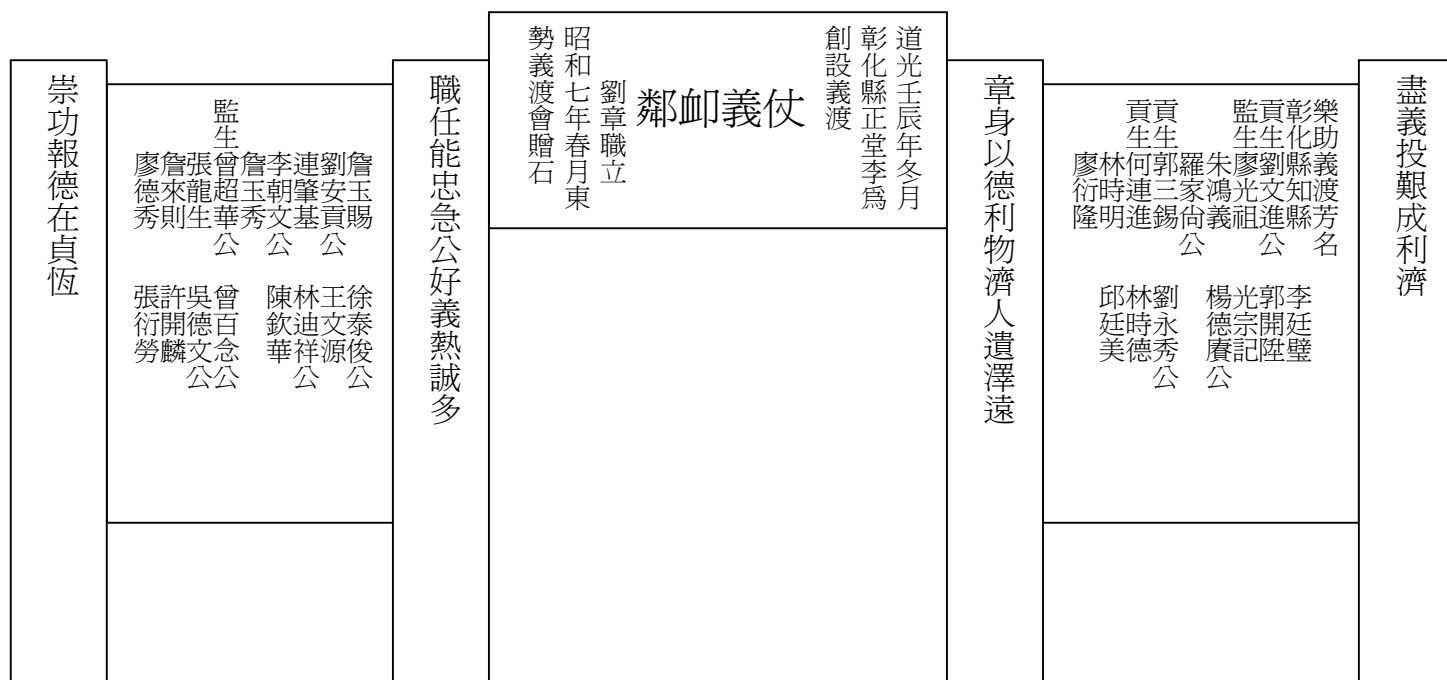 盡義投艱成利濟
樂助義渡芳名
彰化縣知縣 李廷璧
貢生劉文進公 郭開陞
監生廖光祖 光宗記
朱鴻義 楊德賡公
羅家尙公
貢生郭三錫 劉永秀公
貢生何連進 林時德
林時明 邱廷美
廖衍隆
章身以德利物濟人遺澤遠
道光壬辰年冬月
彰化縣正堂李爲
創設義渡
仗義卹鄰
劉章職立
昭和七年春月東
勢義渡會贈石
職任能忠急公好義熱誠多
詹玉賜 徐泰俊公
劉安貢公 王文源
連肇基 林迪祥公
李朝文公 陳欽華
詹玉秀
監生曾超華公 曾百念公
張龍生 吳德文公
詹來則 許開麟
廖德秀 張衍勞
崇功報德在貞恆